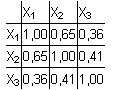 X1 X2 X3
X1 1,00 0,65 0,36
X2 0,65 1,00 0,41
X3 0,36 0,41 1,00